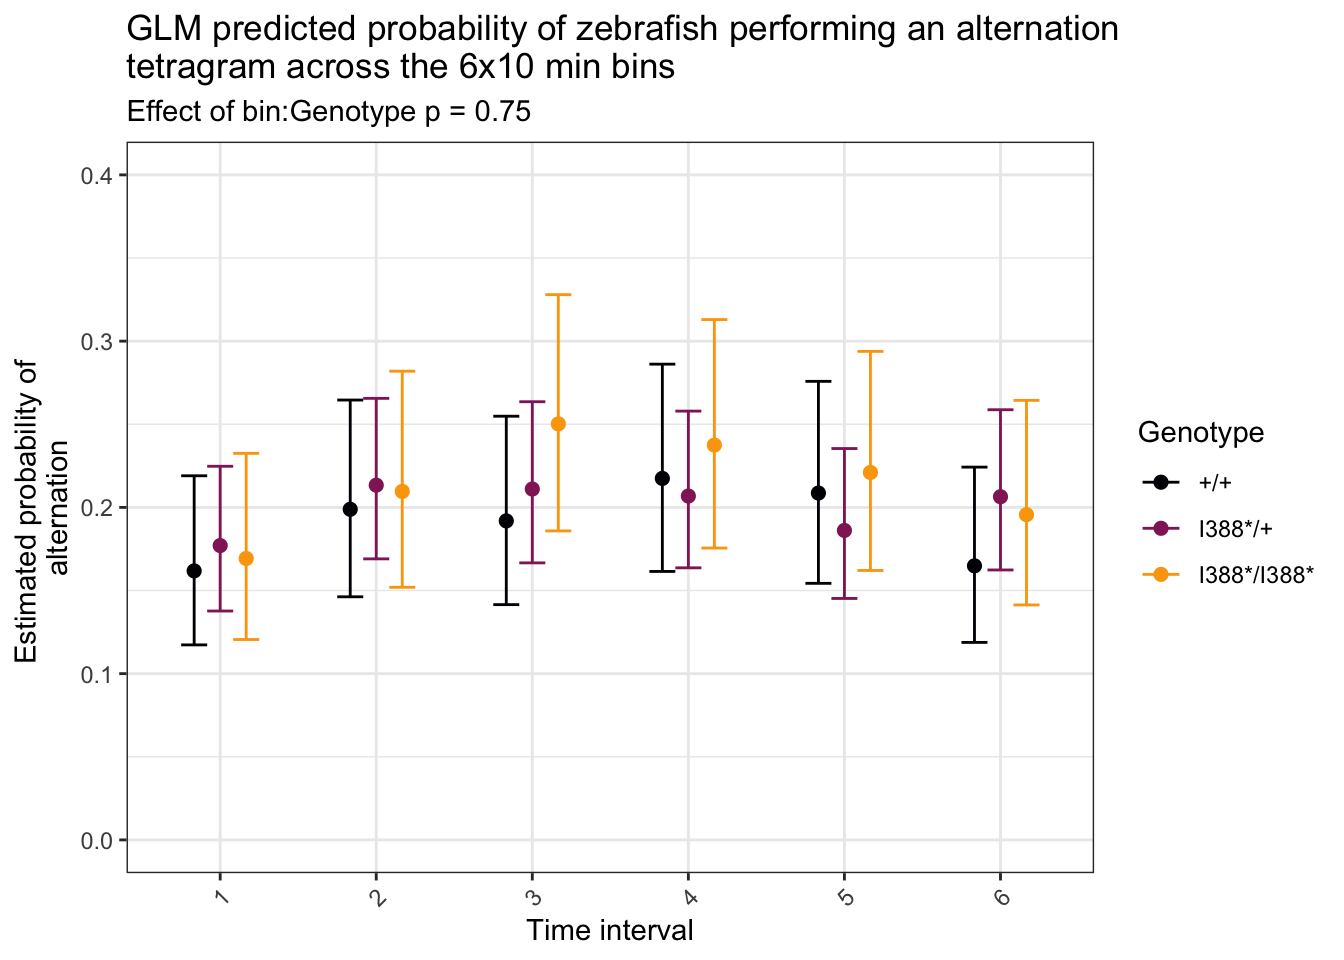 GLM predicted probability of zebrafish performing an alternation
tetragram across the 6x10 min bins
Effect of bin:Genotype p = 0.75
Estimated probability of
alternation
0.4
0.3
0.2
0.1
0.0
1
2
3
4
5
6
Time interval
Genotype
+/+
I388*/+
I388*/I388*